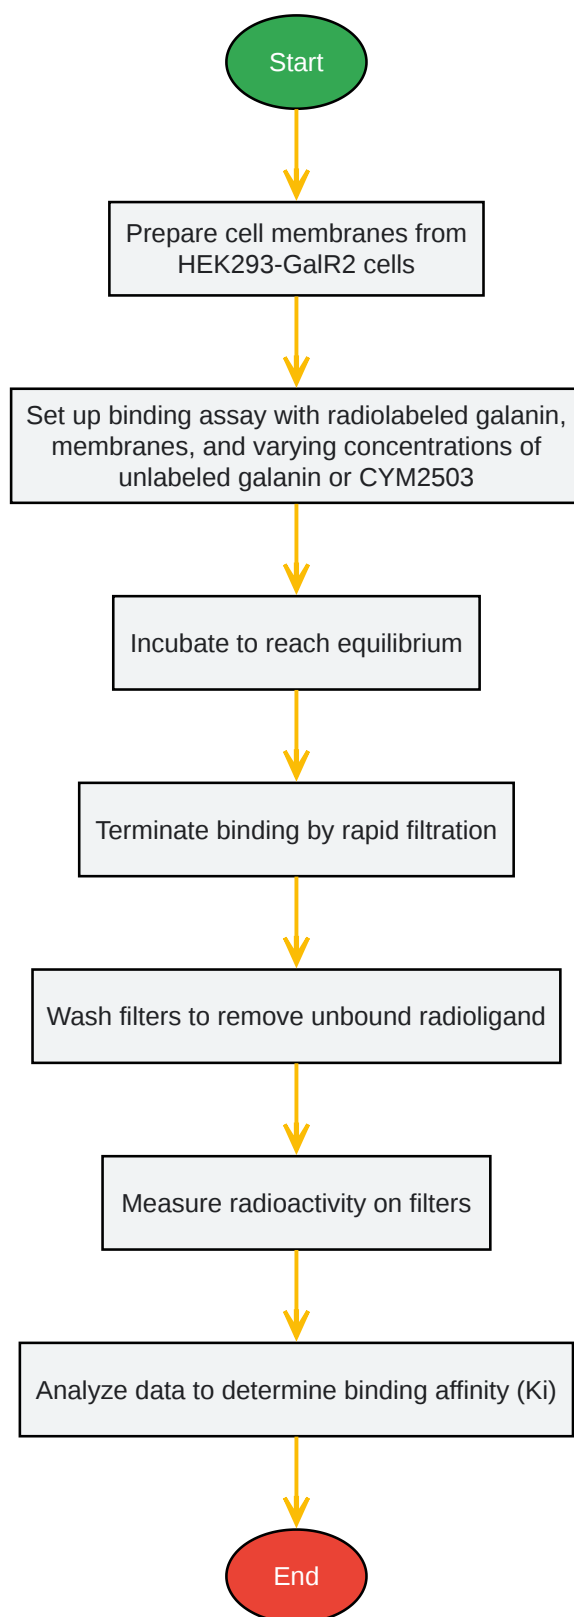 Start
Prepare cell membranes from
HEK293-GalR2 cells
Set up binding assay with radiolabeled galanin,
membranes, and varying concentrations of
unlabeled galanin or CYM2503
Incubate to reach equilibrium
Terminate binding by rapid filtration
Wash filters to remove unbound radioligand
Measure radioactivity on filters
Analyze data to determine binding affinity (Ki)
End